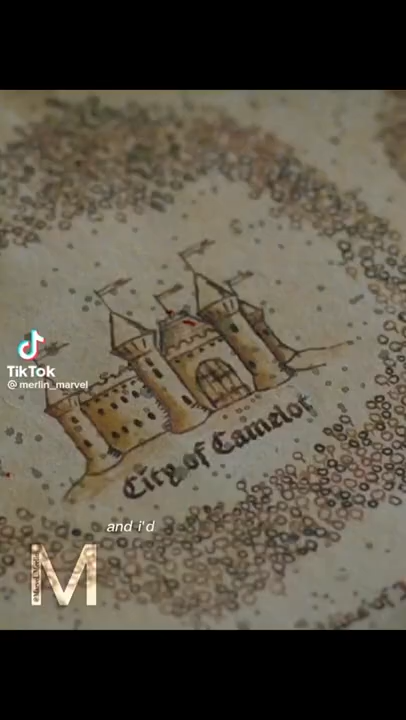 City of Camelot
TikTok
@merlin_marvel
and i'd
M